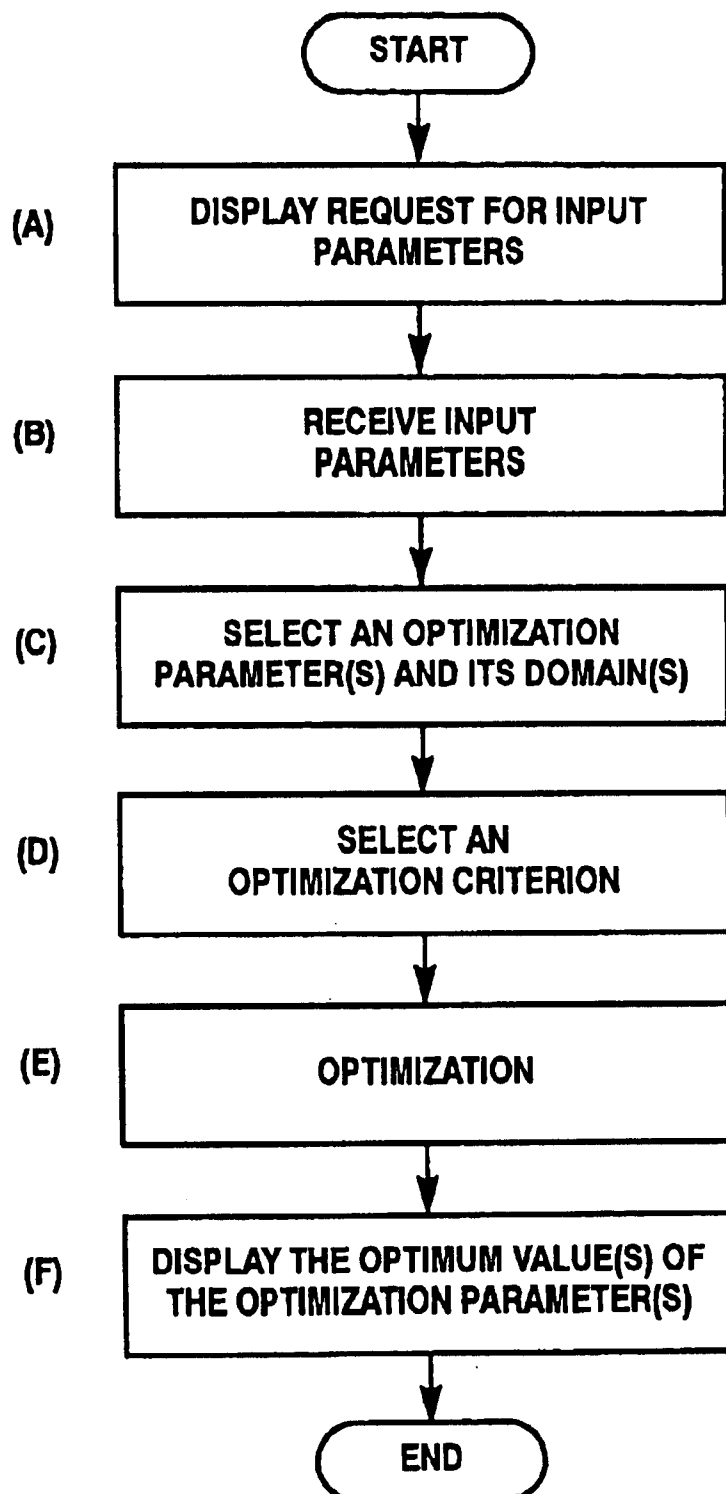 START
(A)
DISPLAY REQUEST FOR INPUT
PARAMETERS
(B)
RECEIVE INPUT
PARAMETERS
(C)
SELECT AN OPTIMIZATION
PARAMETER(S) AND ITS DOMAIN(S)
(D)
SELECT AN
OPTIMIZATION CRITERION
(E)
OPTIMIZATION
(F)
DISPLAY THE OPTIMUM VALUE(S) OF
THE OPTIMIZATION PARAMETER(S)
END